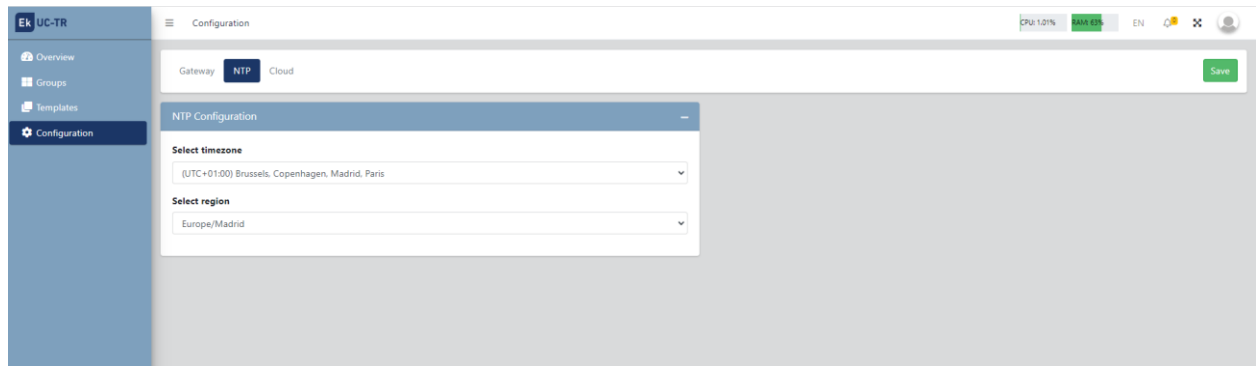 Ek UC-TR
Configuration
CPU: 1.01%
RAM: 63%
EN
Overview
Groups
Templates
Configuration
Gateway NTP Cloud
Save
NTP Configuration
Select timezone
(UTC+01:00) Brussels, Copenhagen, Madrid, Paris
Select region
Europe/Madrid